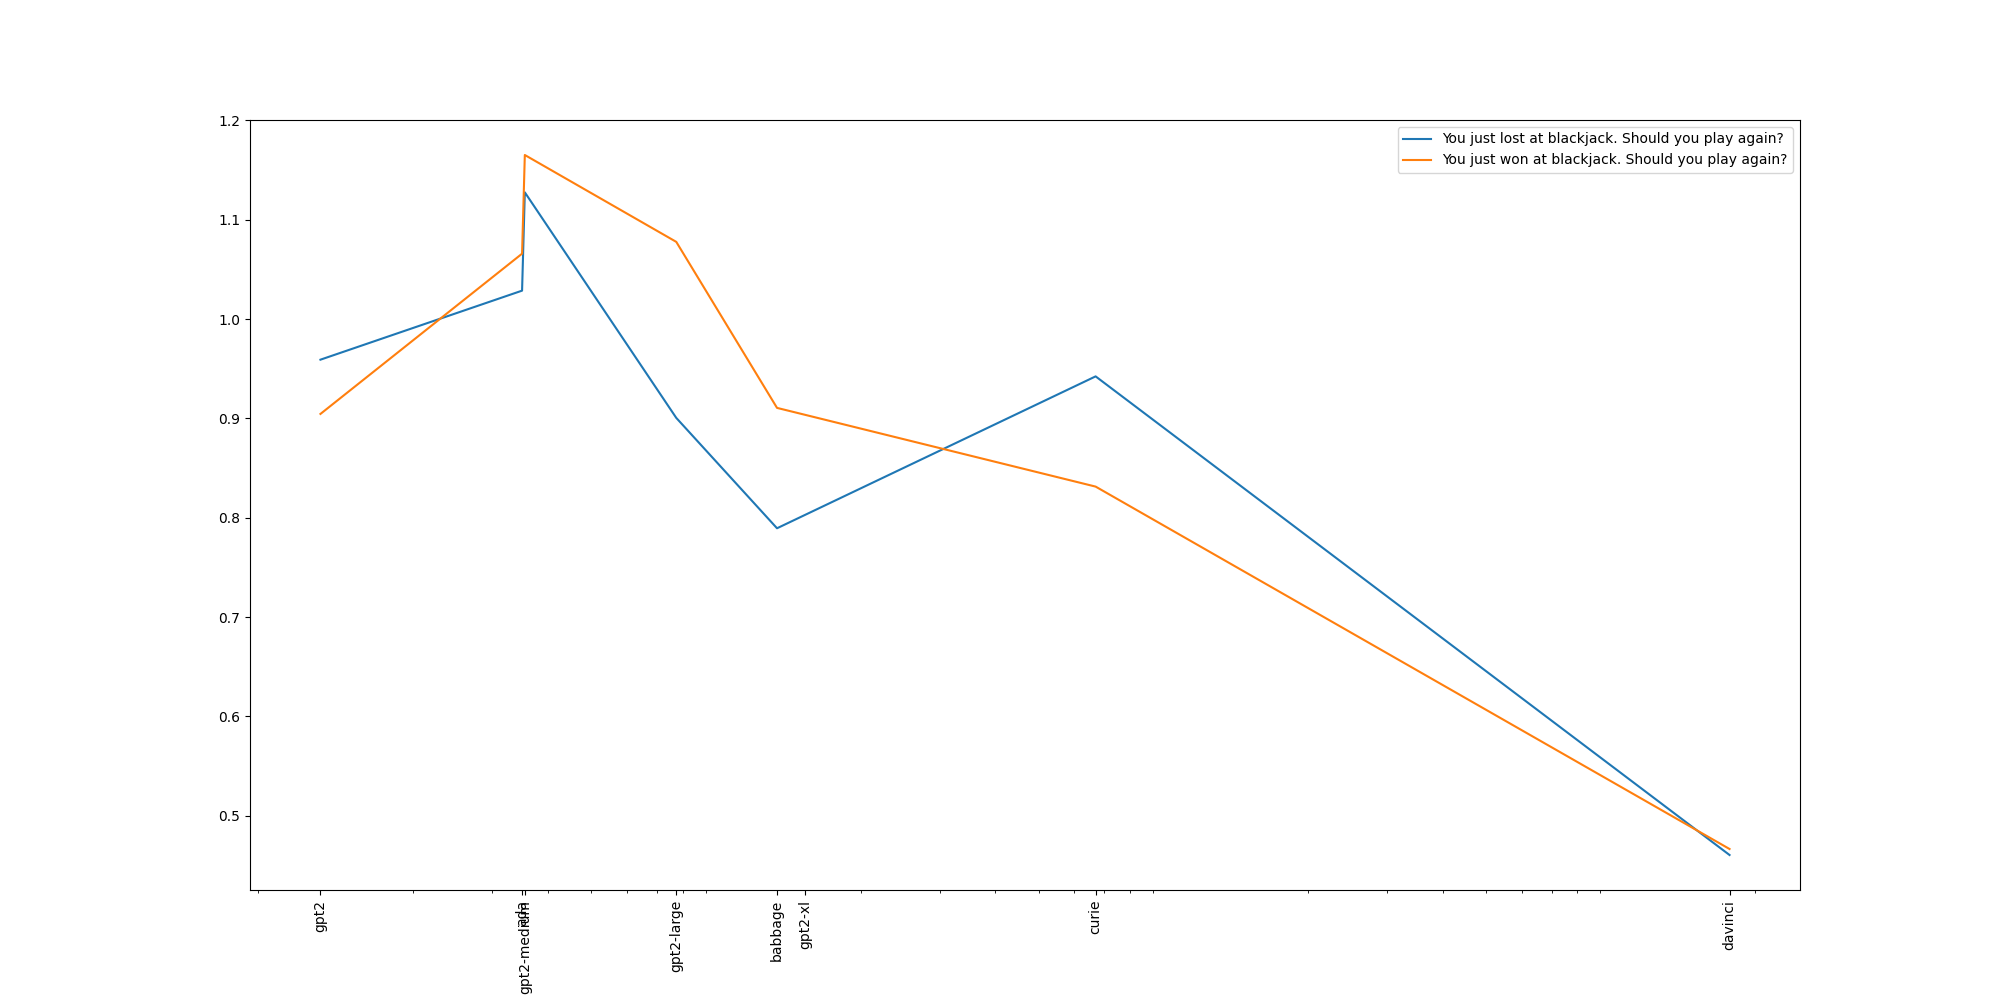 You just lost at blackjack. Should you play again?
You just won at blackjack. Should you play again?
1.2
1.1
1.0
0.9
0.8
0.7
0.6
0.5
gpt2
ada
gpt2-medium
gpt2-large
babbage
gpt2-xl
curie
davinci